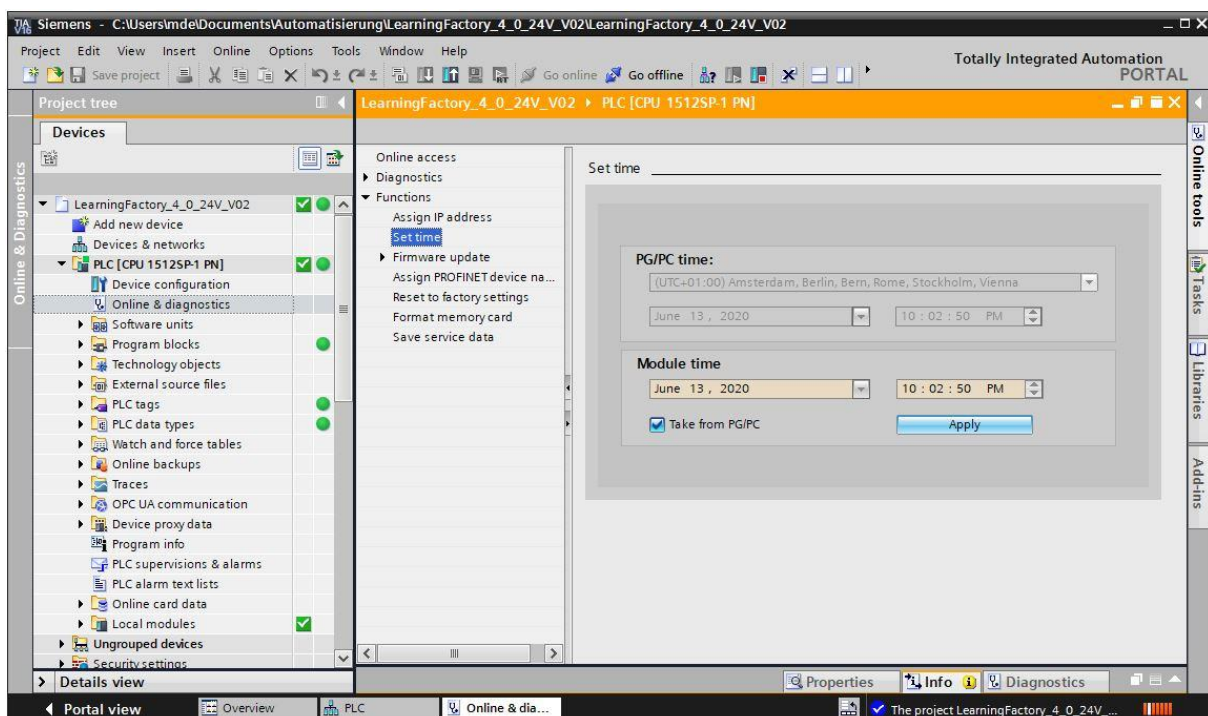 TIA
V16
Siemens - C:\Users\mde\Documents\Automatisierung\LearningFactory_4_0_24V_V02\LearningFactory_4_0_24V_V02
Project Edit View Insert Online Options Tools Window Help
Totally Integrated Automation
PORTAL
Save project Go online Go offline
Project tree
LearningFactory_4_0_24V_V02 PLC [CPU 1512SP-1 PN]
Devices
Online & Diagnostics
LearningFactory_4_0_24V_V02
Add new device
Devices & networks
PLC [CPU 1512SP-1 PN]
Device configuration
Online & diagnostics
Software units
Program blocks
Technology objects
External source files
PLC tags
PLC data types
Watch and force tables
Online backups
Traces
OPC UA communication
Device proxy data
Program info
PLC supervisions & alarms
PLC alarm text lists
Online card data
Local modules
Ungrouped devices
Security settings
Details view
Online access
Diagnostics
Functions
Assign IP address
Set time
Firmware update
Assign PROFINET device na...
Reset to factory settings
Format memory card
Save service data
Set time
PG/PC time:
(UTC+01:00) Amsterdam, Berlin, Bern, Rome, Stockholm, Vienna
June 13 , 2020 10 : 02 : 50 PM
Module time
June 13 , 2020 10 : 02 : 50 PM
Take from PG/PC Apply
Online tools
Tasks
Libraries
Add-ins
Properties Info Diagnostics
Portal view Overview PLC Online & dia... The project LearningFactory_4_0_24V_...